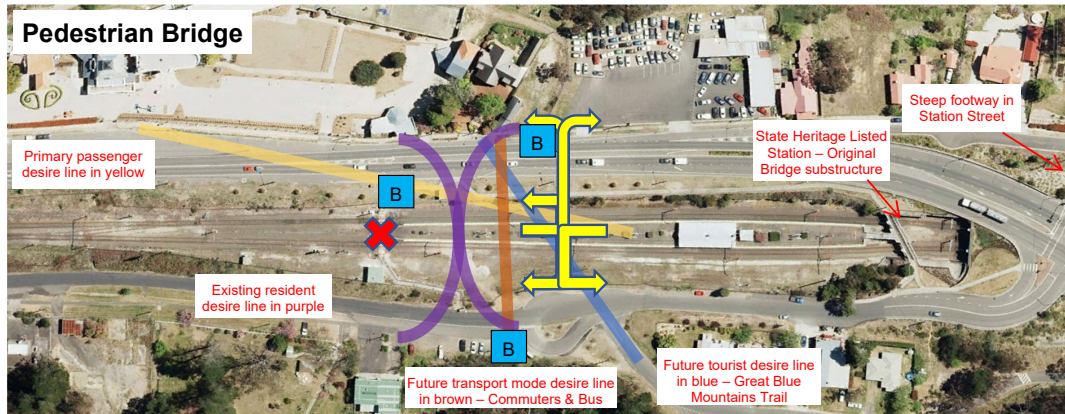 Pedestrian Bridge
Primary passenger
desire line in yellow
B
B
Steep footway in
Station Street
State Heritage Listed
Station – Original
Bridge substructure
Existing resident
desire line in purple
B
Future transport mode desire line
in brown – Commuters & Bus
Future tourist desire line
in blue – Great Blue
Mountains Trail